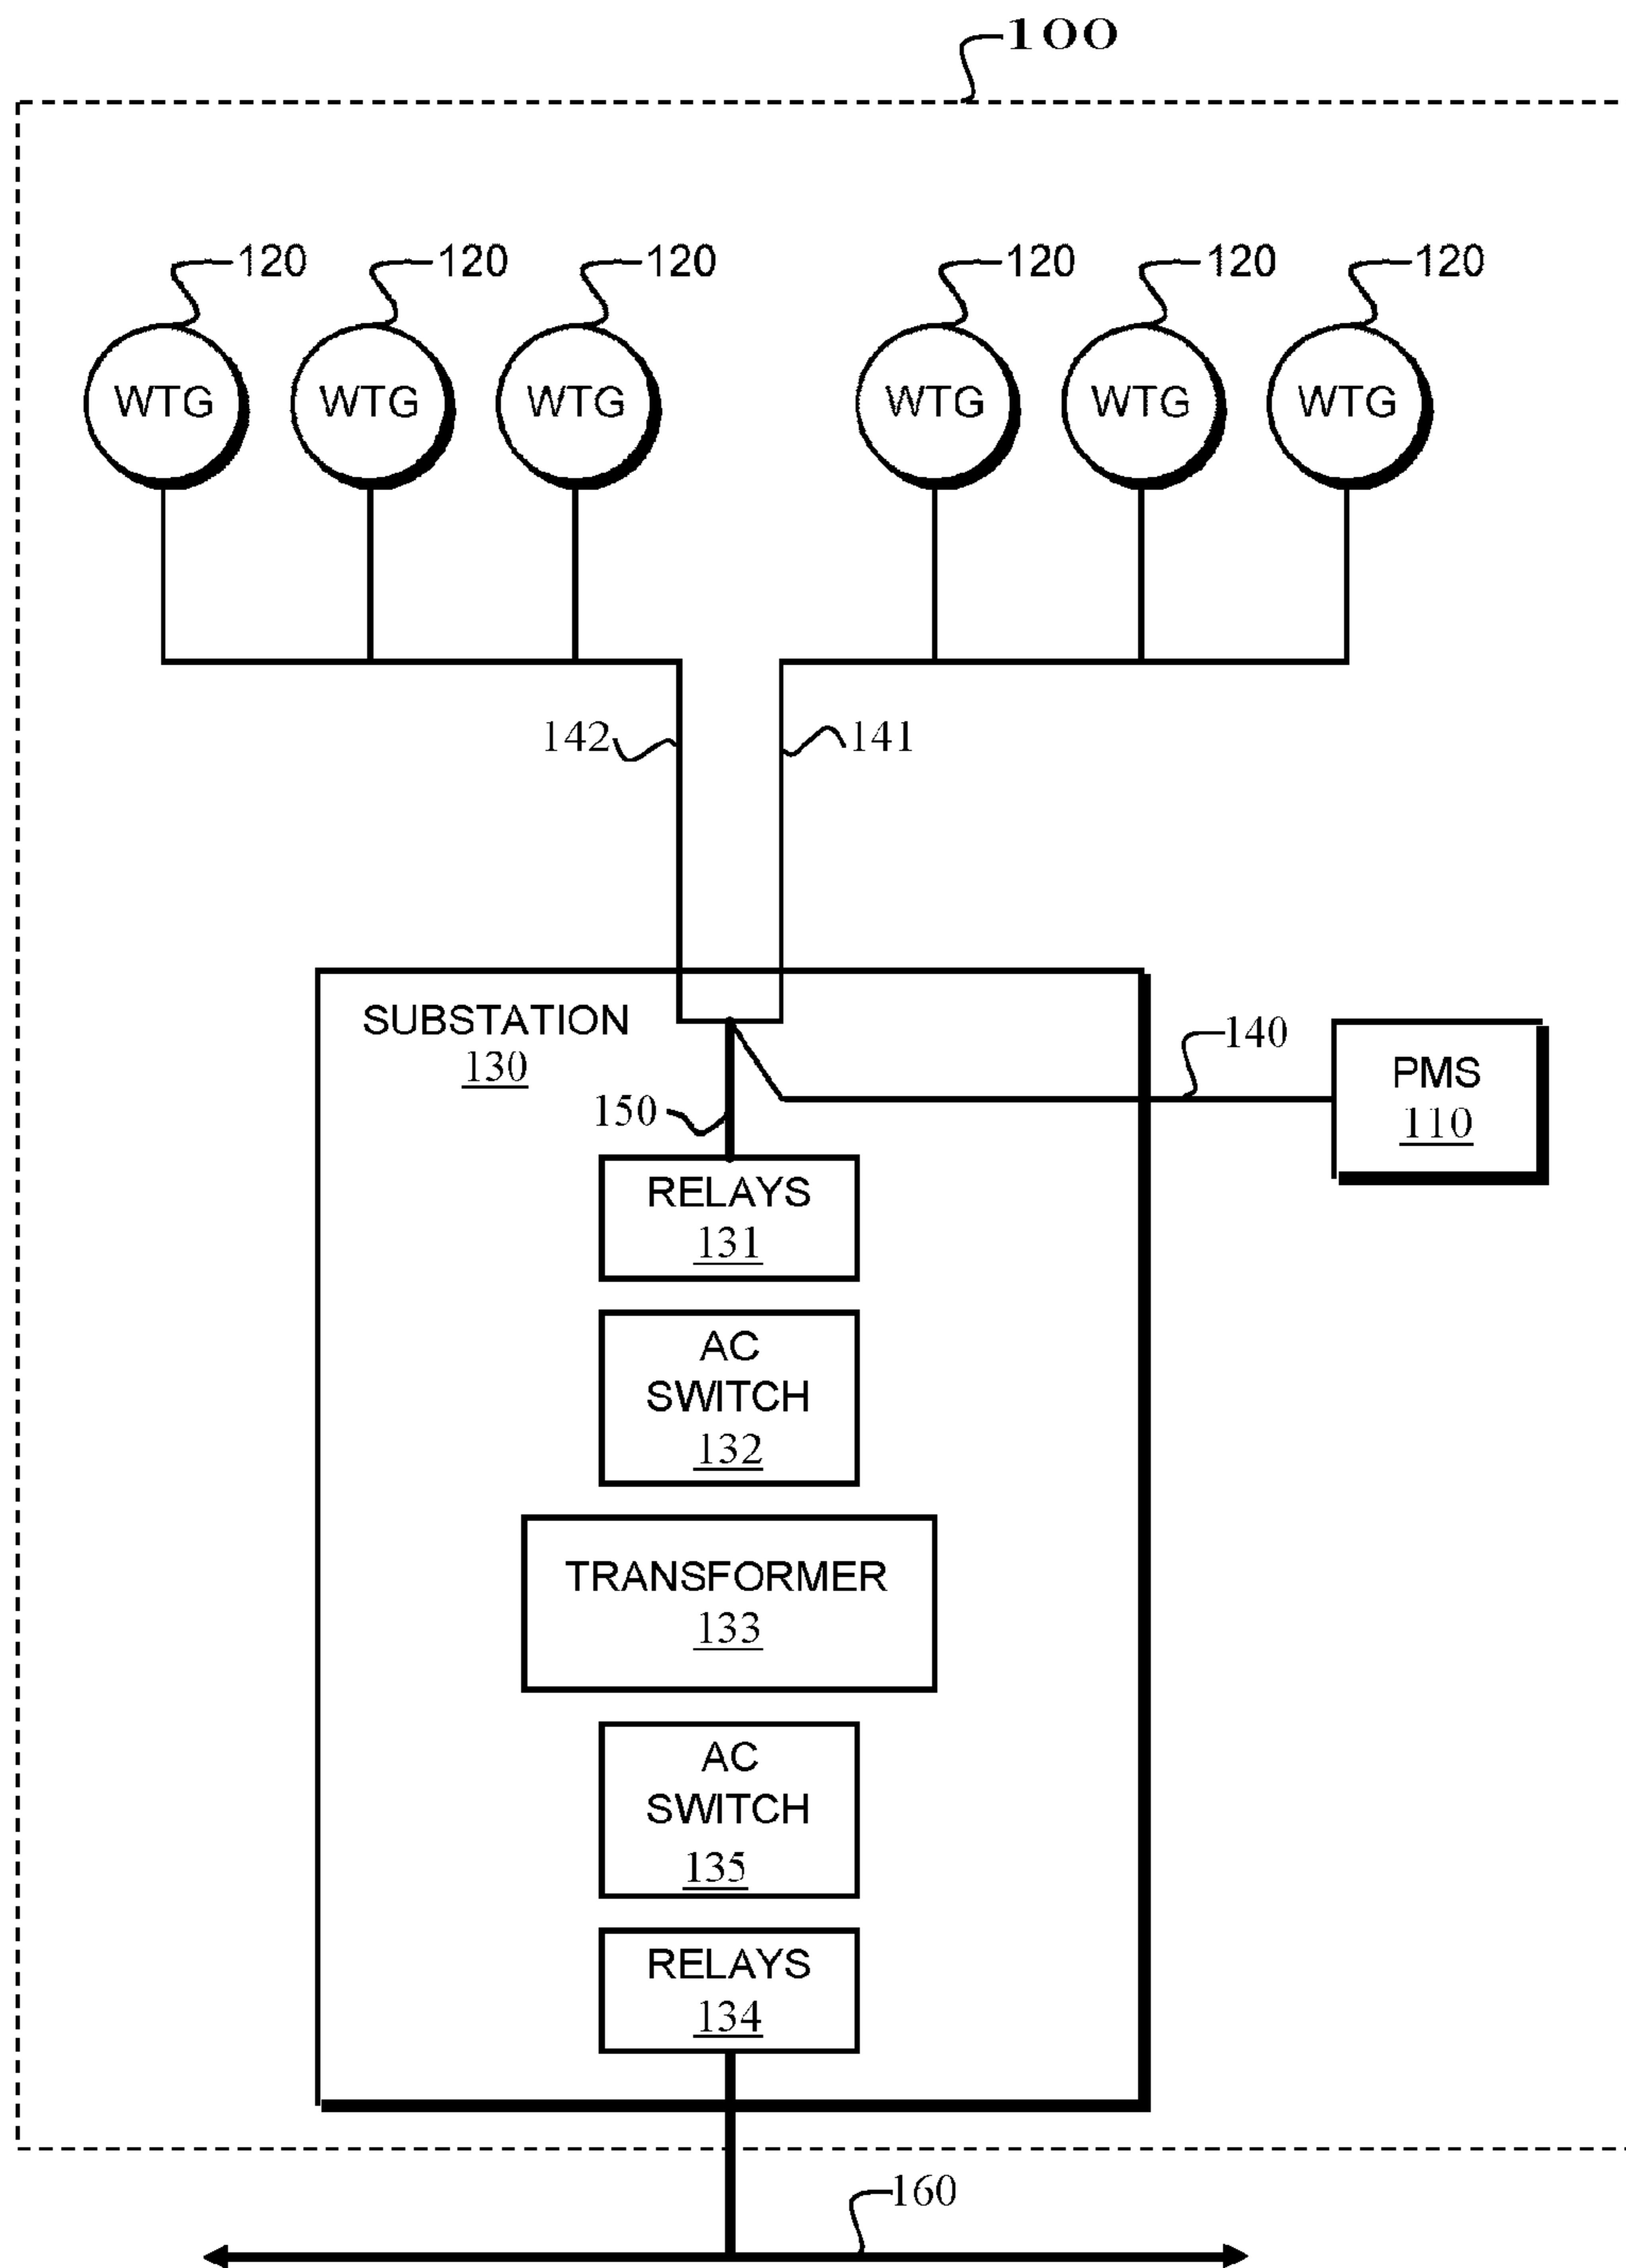 100
120 120 120 120 120 120
WTG WTG WTG WTG WTG WTG
142 141
SUBSTATION
130
140
PMS
110
150
RELAYS
131
AC
SWITCH
132
TRANSFORMER
133
AC
SWITCH
135
RELAYS
134
160